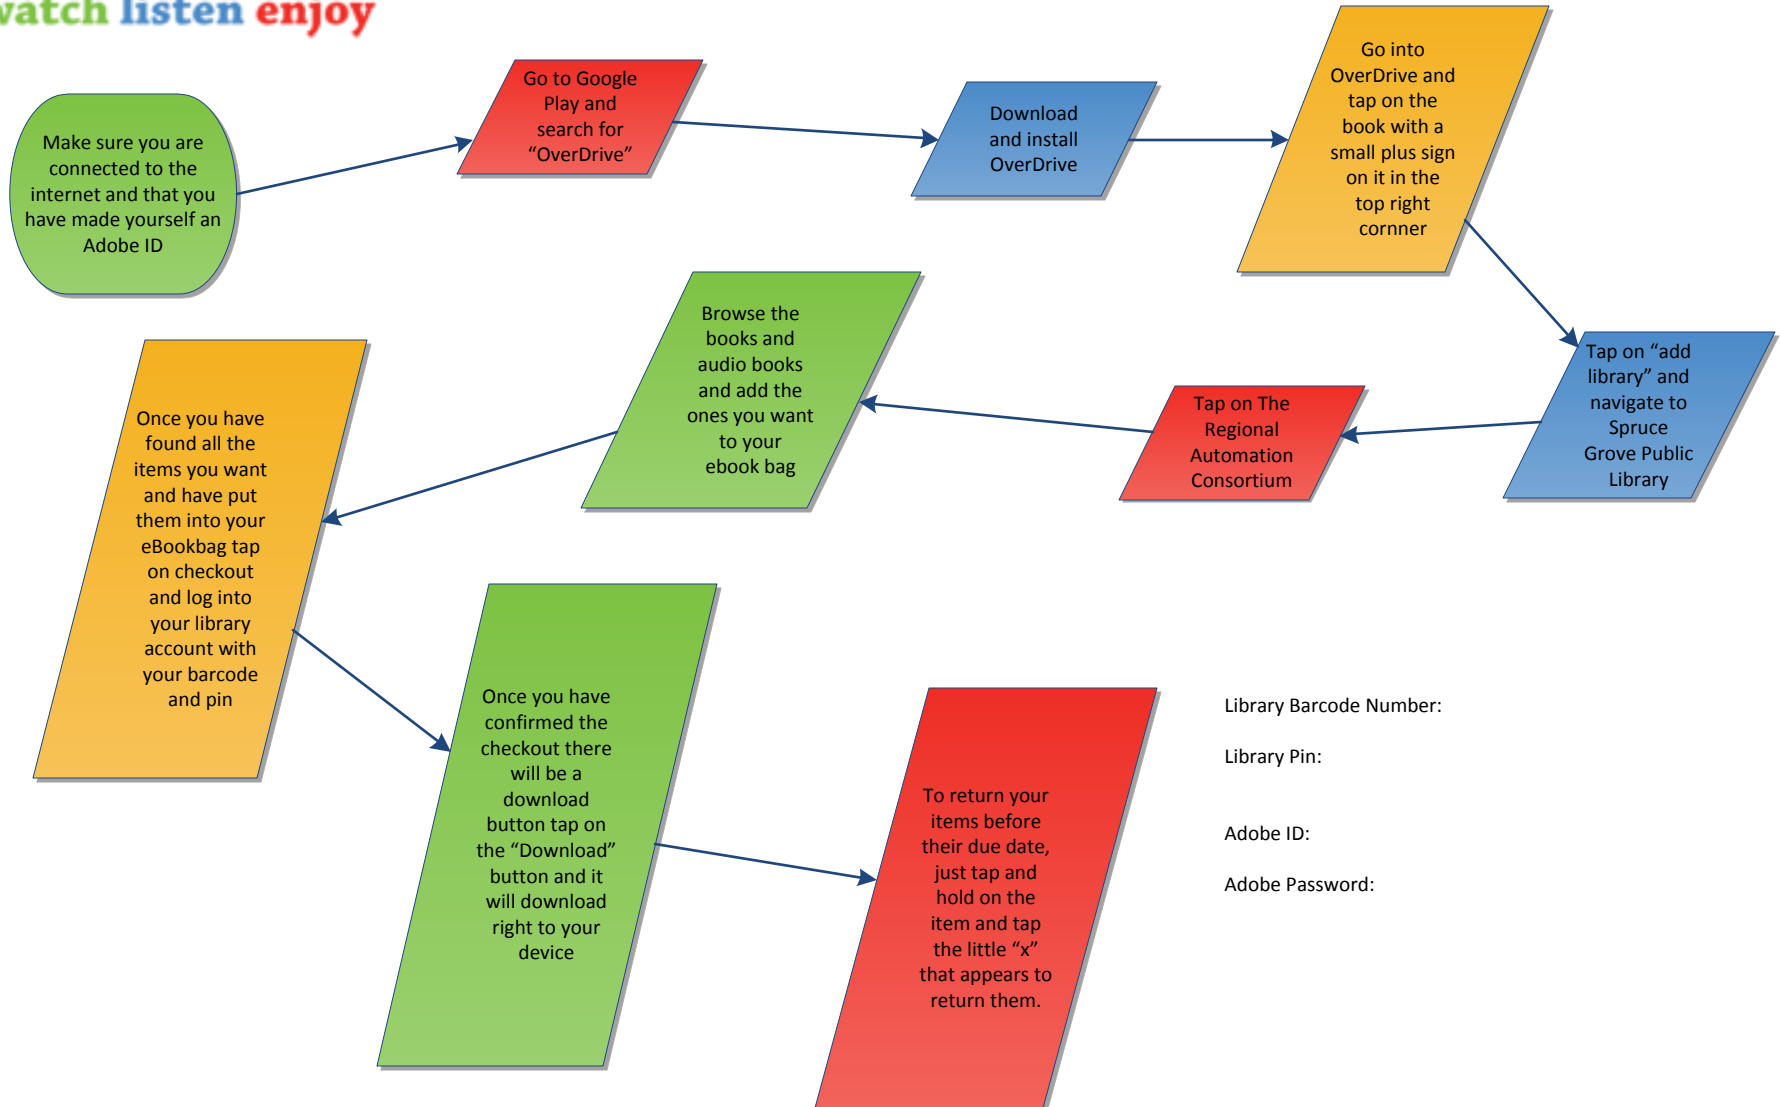 watch listen enjoy
Make sure you are
connected to the
internet and that you
have made yourself an
Adobe ID
Go to Google
Play and
search for
“OverDrive”
Download
and install
OverDrive
Go into
OverDrive and
tap on the
book with a
small plus sign
on it in the
top right
cornner
Tap on “add
library” and
navigate to
Spruce
Grove Public
Library
Tap on The
Regional
Automation
Consortium
Browse the
books and
audio books
and add the
ones you want
to your
ebook bag
Once you have
found all the
items you want
and have put
them into your
eBookbag tap
on checkout
and log into
your library
account with
your barcode
and pin
Once you have
confirmed the
checkout there
will be a
download
button tap on
the “Download”
button and it
will download
right to your
device
To return your
items before
their due date,
just tap and
hold on the
item and tap
the little “x”
that appears to
return them.
Library Barcode Number:
Library Pin:
Adobe ID:
Adobe Password: